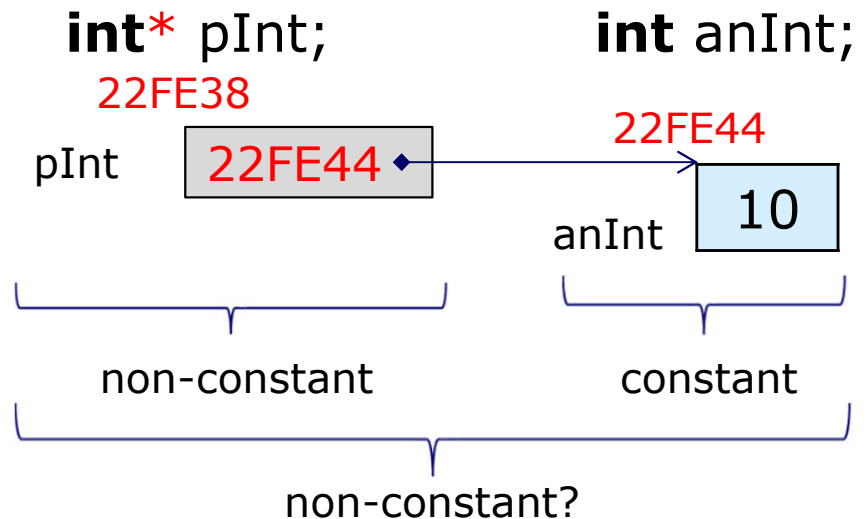 int* pInt;
int anInt;
22FE38
22FE44
pInt
22FE44
10
anInt
non-constant
constant
non-constant?